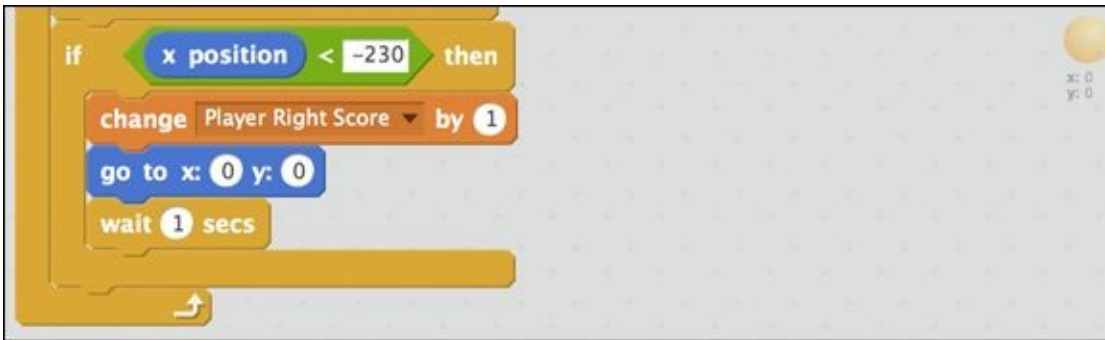 if x position < -230 then
x: 0
y: 0
change Player Right Score by 1
go to x: 0 y: 0
wait 1 secs